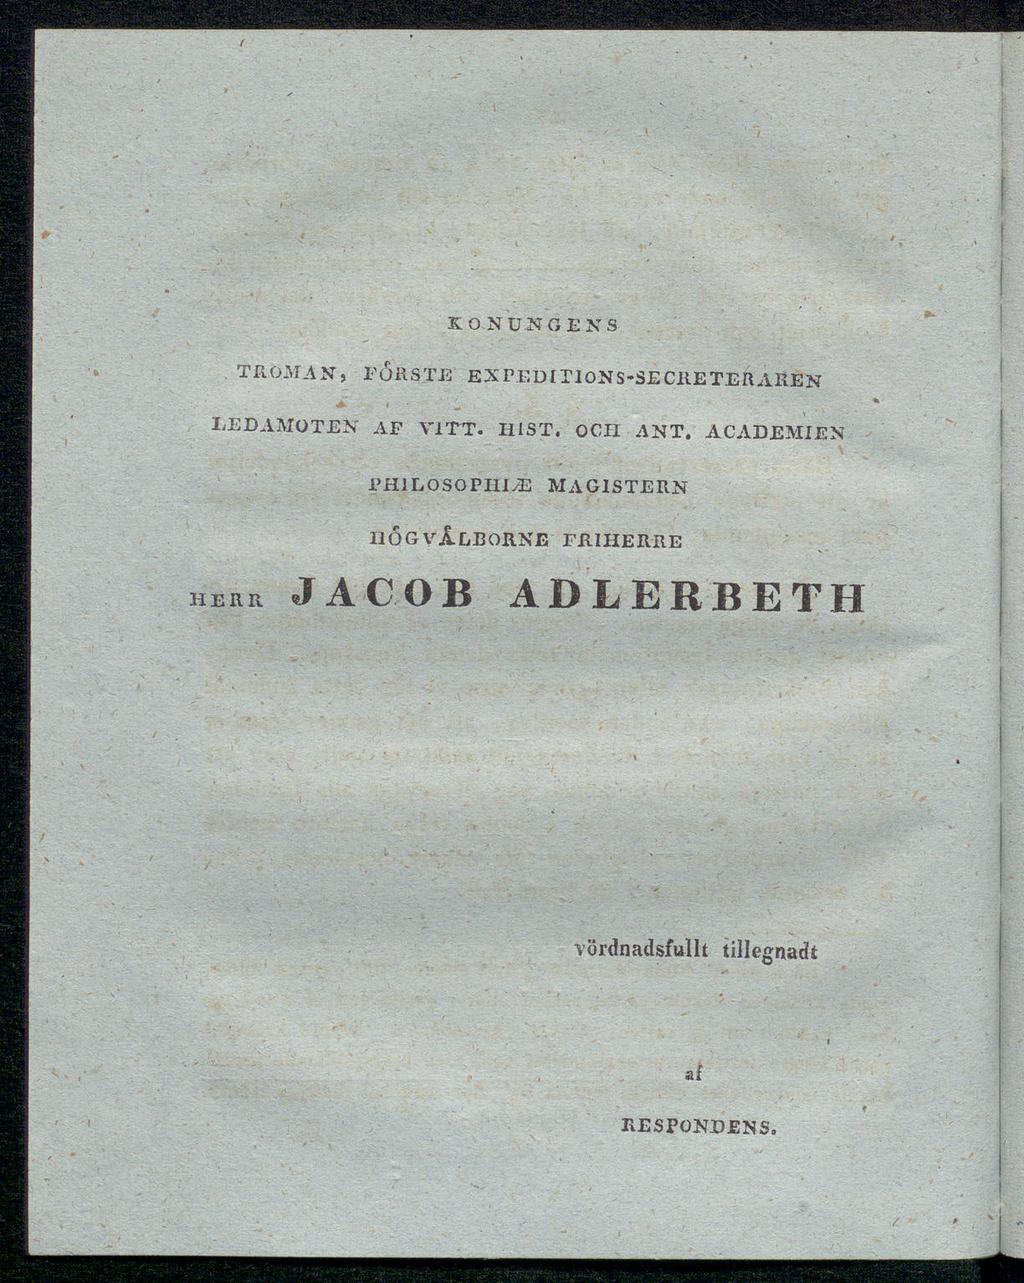 KONUNGENS
TROMAN, FÖRSTE EXPEDITIONS-SECRETERAREN
LEDAMOTEN AF VITT. HIST. OCH ANT. ACADEMIEN
PHILOSOPHIÆ MAGISTERN
HÖGVÄLBORNE FRIHERRE
HERR JACOB ADLERBETH
vördnadsfullt tillegnadt
af
RESPONDENS.